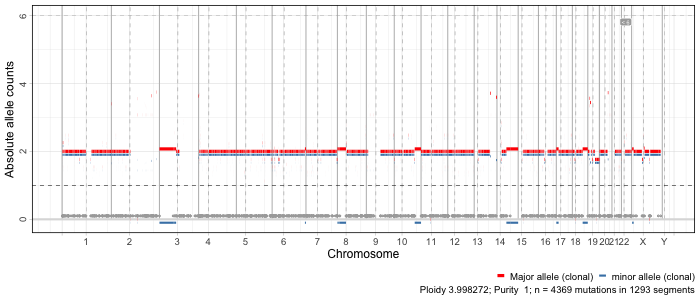 Absolute allele counts
6
4
2
0
1 2 3 4 5 6 7 8 9 10 11 12 13 14 15 16 17 18 19 20 21 22 X Y
Chromosome
Major allele (clonal) minor allele (clonal)
Ploidy 3.998272; Purity 1; n = 4369 mutations in 1293 segments